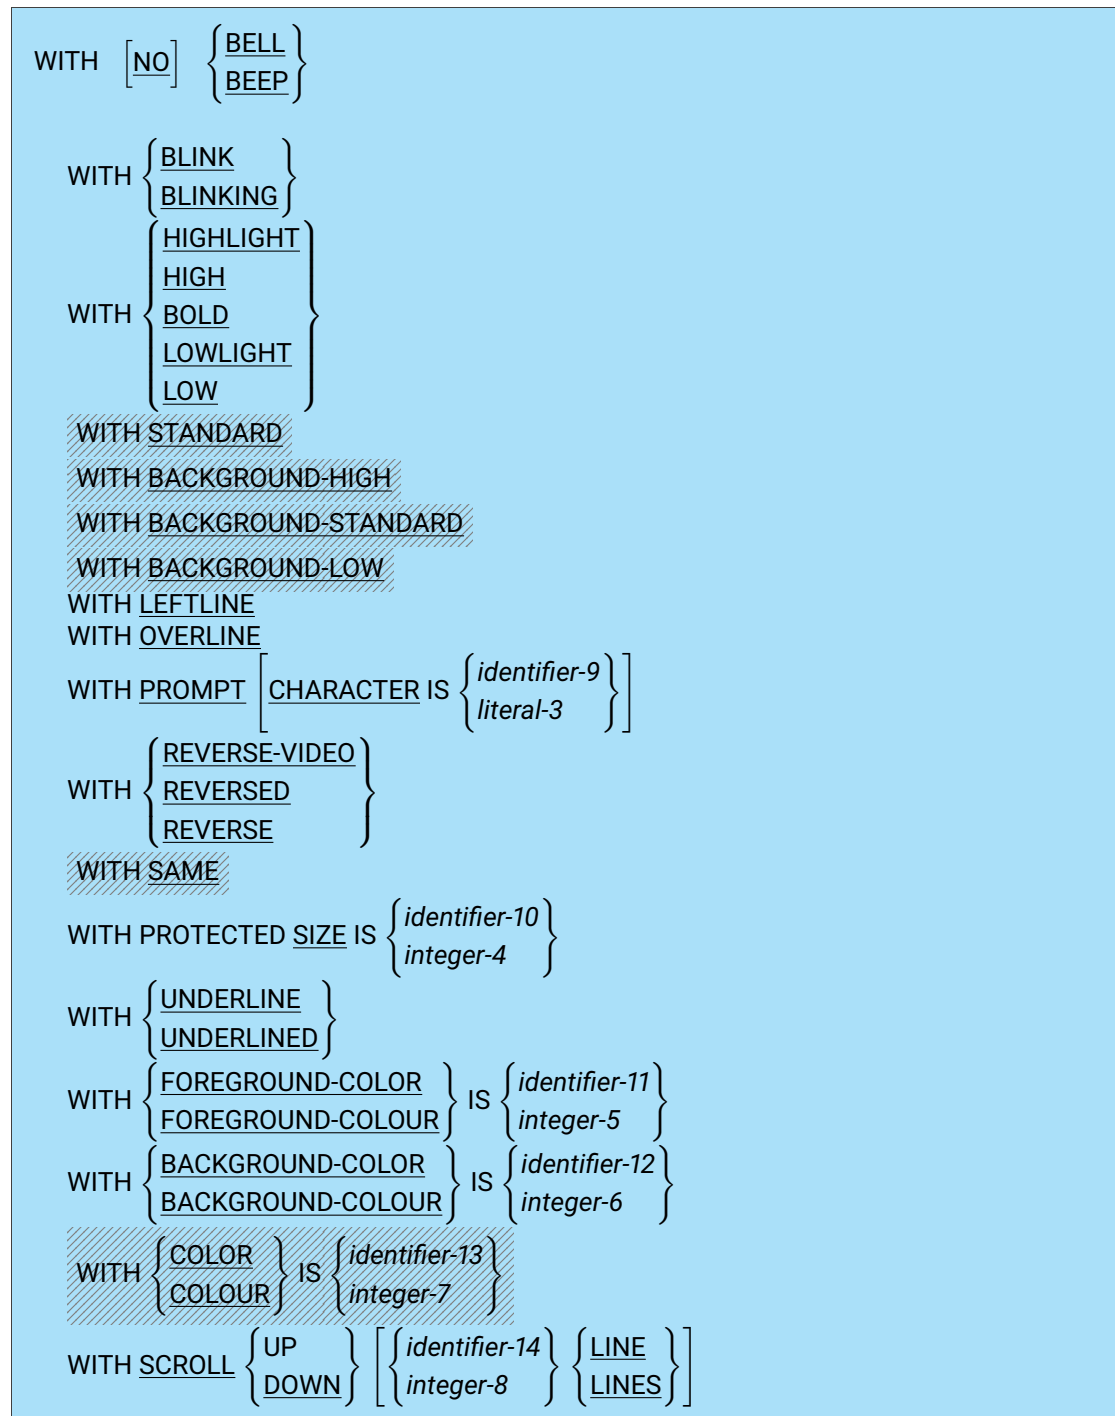 WITH [NO] {BELL
BEEP}
WITH {BLINK
BLINKING}
WITH {HIGHLIGHT
HIGH
BOLD
LOWLIGHT
LOW}
WITH STANDARD
WITH BACKGROUND-HIGH
WITH BACKGROUND-STANDARD
WITH BACKGROUND-LOW
WITH LEFTLINE
WITH OVERLINE
WITH PROMPT [CHARACTER IS {identifier-9
literal-3}]
WITH {REVERSE-VIDEO
REVERSED
REVERSE}
WITH SAME
WITH PROTECTED SIZE IS {identifier-10
integer-4}
WITH {UNDERLINE
UNDERLINED}
WITH {FOREGROUND-COLOR
FOREGROUND-COLOUR} IS {identifier-11
integer-5}
WITH {BACKGROUND-COLOR
BACKGROUND-COLOUR} IS {identifier-12
integer-6}
WITH {COLOR
COLOUR} IS {identifier-13
integer-7}
WITH SCROLL {UP
DOWN} [{identifier-14
integer-8} {LINE
LINES}]